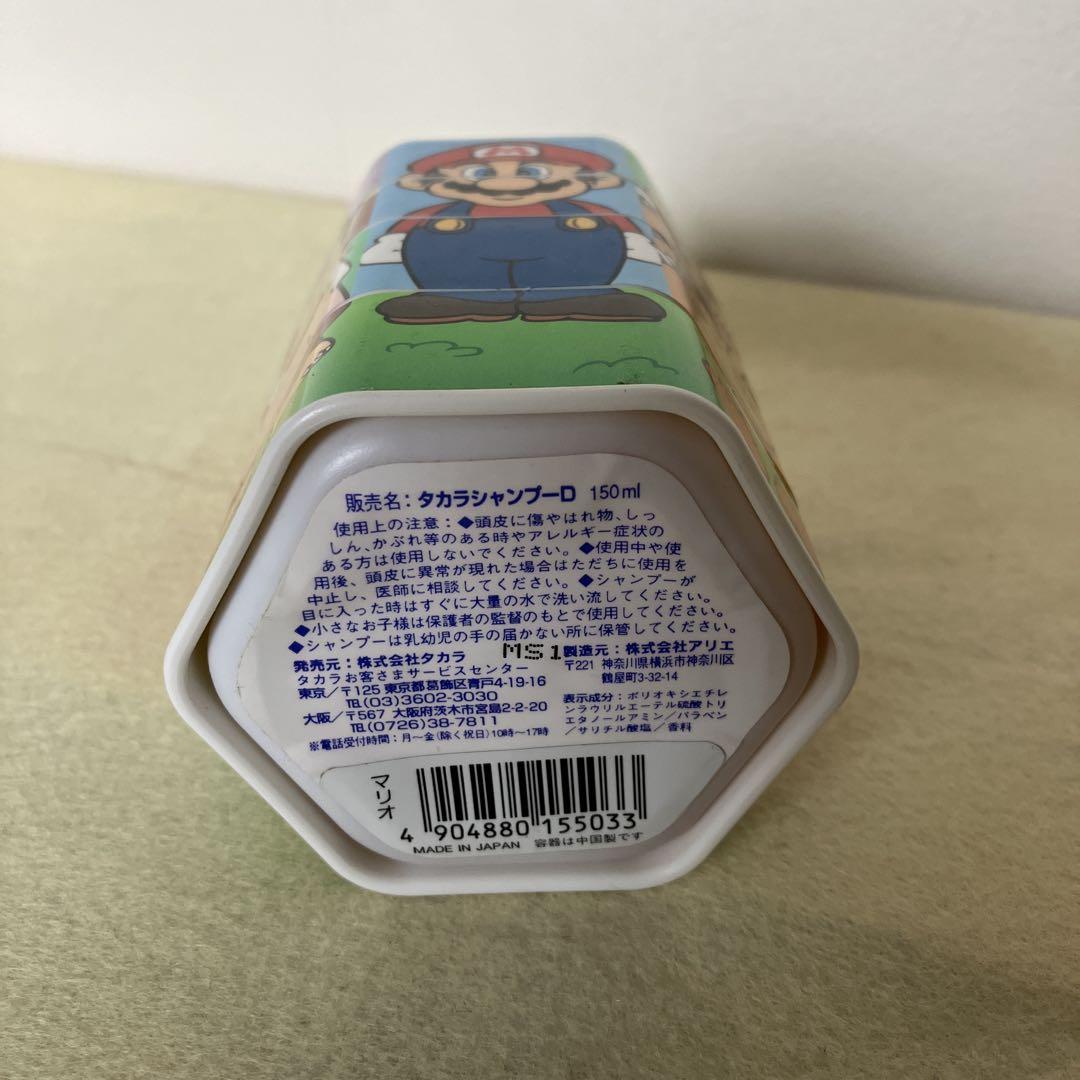 M
販売名：タカラシャンプーD 150ml
使用上の注意：◆頭皮に傷やはれ物、しっ
しん、かぶれ等のある時やアレルギー症状の
ある方は使用しないでください。◆使用中や使
用後、頭皮に異常が現れた場合はただちに使用を
中止し、医師に相談してください。◆シャンプーが
目に入った時はすぐに大量の水で洗い流してください。
◆小さなお子様は保護者の監督のもとで使用してください。
◆シャンプーは乳幼児の手の届かない所に保管してください。
MS1
発売元：株式会社タカラ
タカラお客さまサービスセンター
東京／〒125 東京都葛飾区青戸4-19-16
TEL(03)3602-3030
大阪／〒567 大阪府茨木市宮島2-2-20
TEL(0726)38-7811
※電話受付時間：月〜金(除く祝日)10時〜17時
製造元：株式会社アリエ
〒221 神奈川県横浜市神奈川区
鶴屋町3-32-14
表示成分：ポリオキシエチレ
ンラウリルエーテル硫酸トリ
エタノールアミン／パラベン
／サリチル酸塩／香料
マリオ
4 904880 155033
MADE IN JAPAN 容器は中国製です